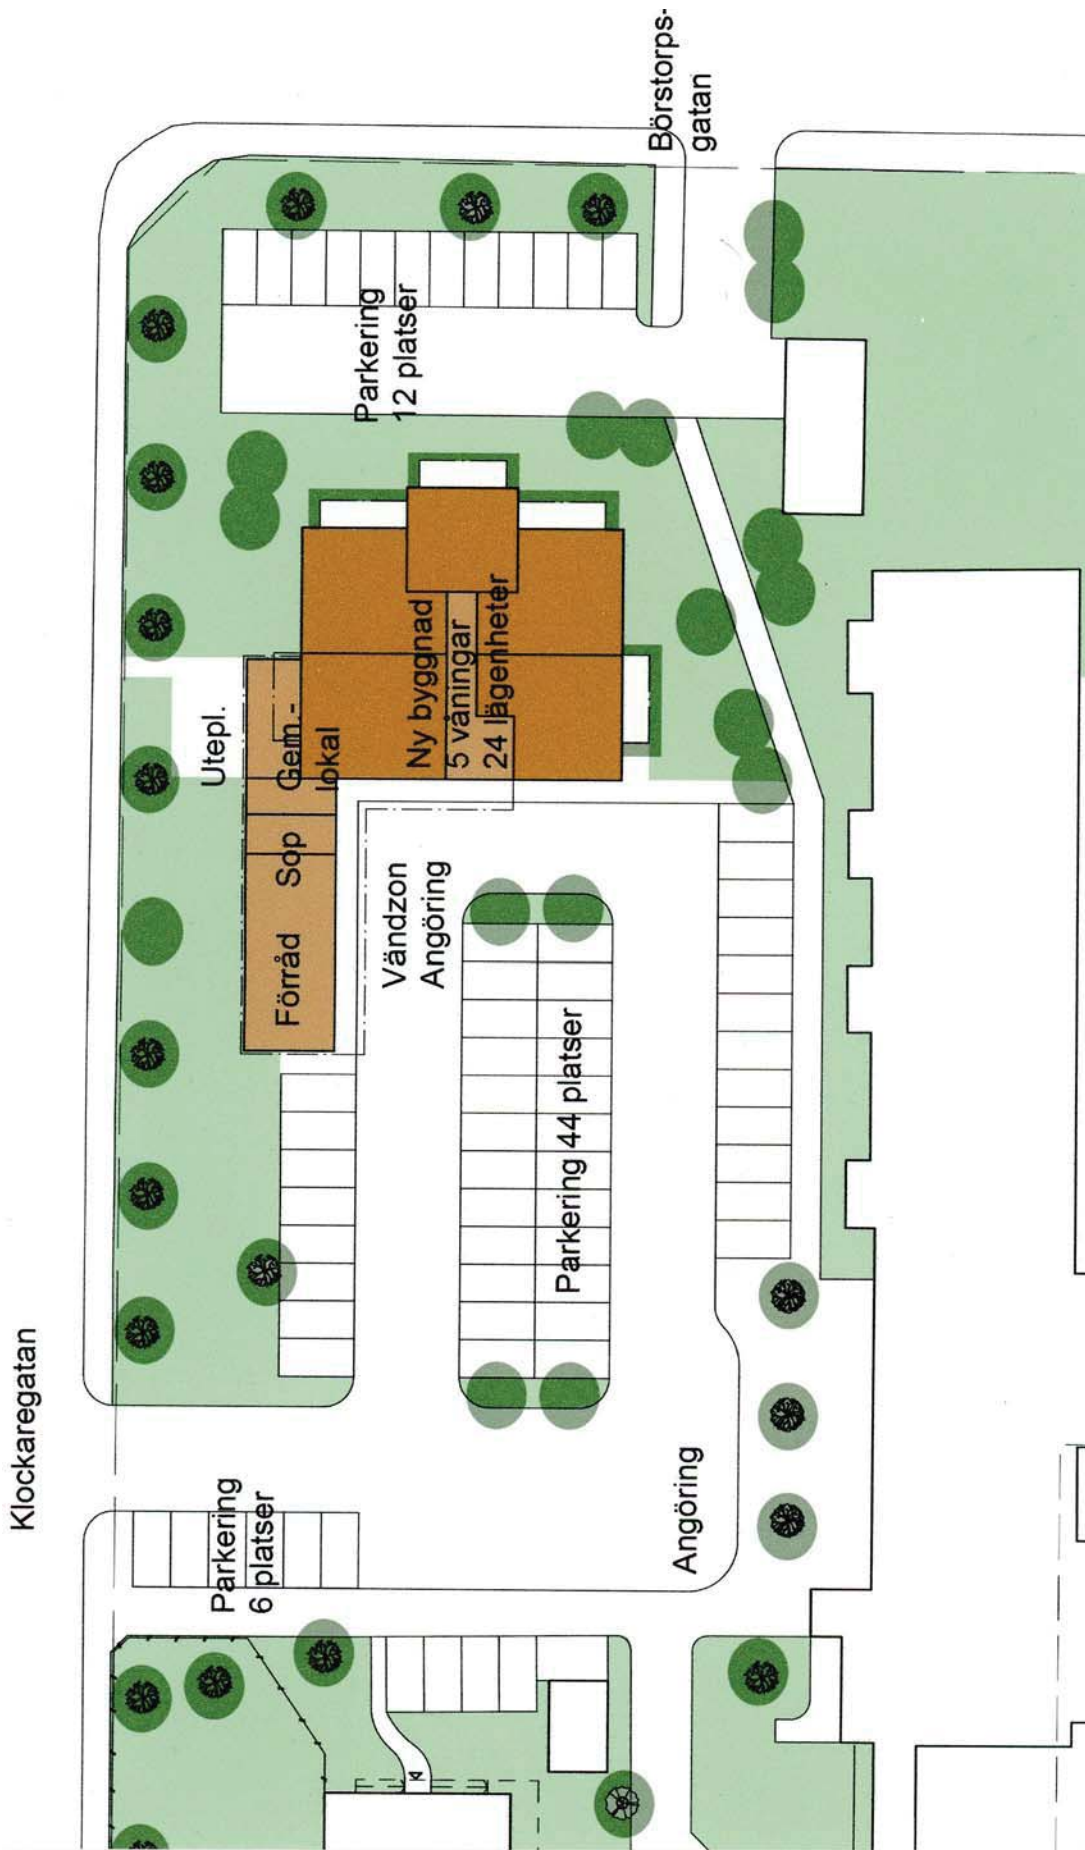 Klockaregatan
Börstorps-
gatan
Parkering
12 platser
Utepl.
Gem.-
lokal
Sop
Förråd
Ny byggnad
5 våningar
24 lägenheter
Vändzon
Angöring
Parkering 44 platser
Parkering
6 platser
Angöring